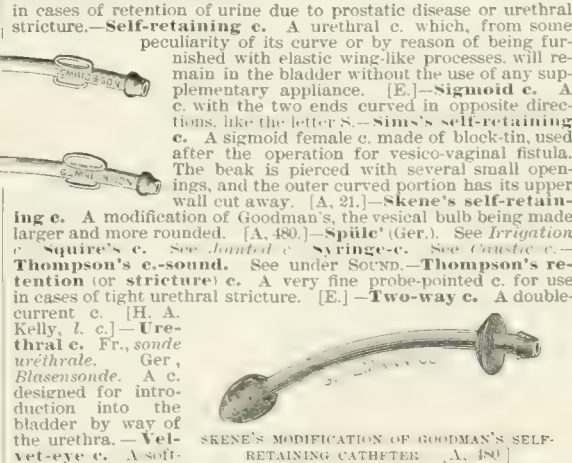 in cases of retention of urine due to prostatic disease or urethral
stricture.—Self-retaining c. A urethral c. which, from some
peculiarity of its curve or by reason of being fur-
nished with elastic wing-like processes, will re-
main in the bladder without the use of any sup-
plementary appliance. [E.]—Sigmoid c. A
c. with the two ends curved in opposite direc-
tions, like the letter S.—Sims's self-retaining
c. A sigmoid female c. made of block-tin, used
after the operation for vesico-vaginal fistula.
The beak is pierced with several small open-
ings, and the outer curved portion has its upper
wall cut away. [A, 21.]—Skene's self-retain-
ing c. A modification of Goodman's, the vesical bulb being made
larger and more rounded. [A, 480.]—Spülc' (Ger.). See Irrigation
c Squire's c. See Jointed c Syringe-c. See Caustic c.—
Thompson's c.-sound. See under SOUND.—Thompson's re-
tention (or stricture) c. A very fine probe-pointed c. for use
in cases of tight urethral stricture. [E.]—Two-way c. A double-
current c. [H. A.
Kelly, l. c.]—Ure-
thral c. Fr., sonde
uréthrale. Ger,
Blasensonde. A c.
designed for intro-
duction into the
bladder by way of
the urethra.—Vel-
vet-eye c. A soft-
SKENE'S MODIFICATION OF GOODMAN'S SELF-
RETAINING CATHETER [A, 480]